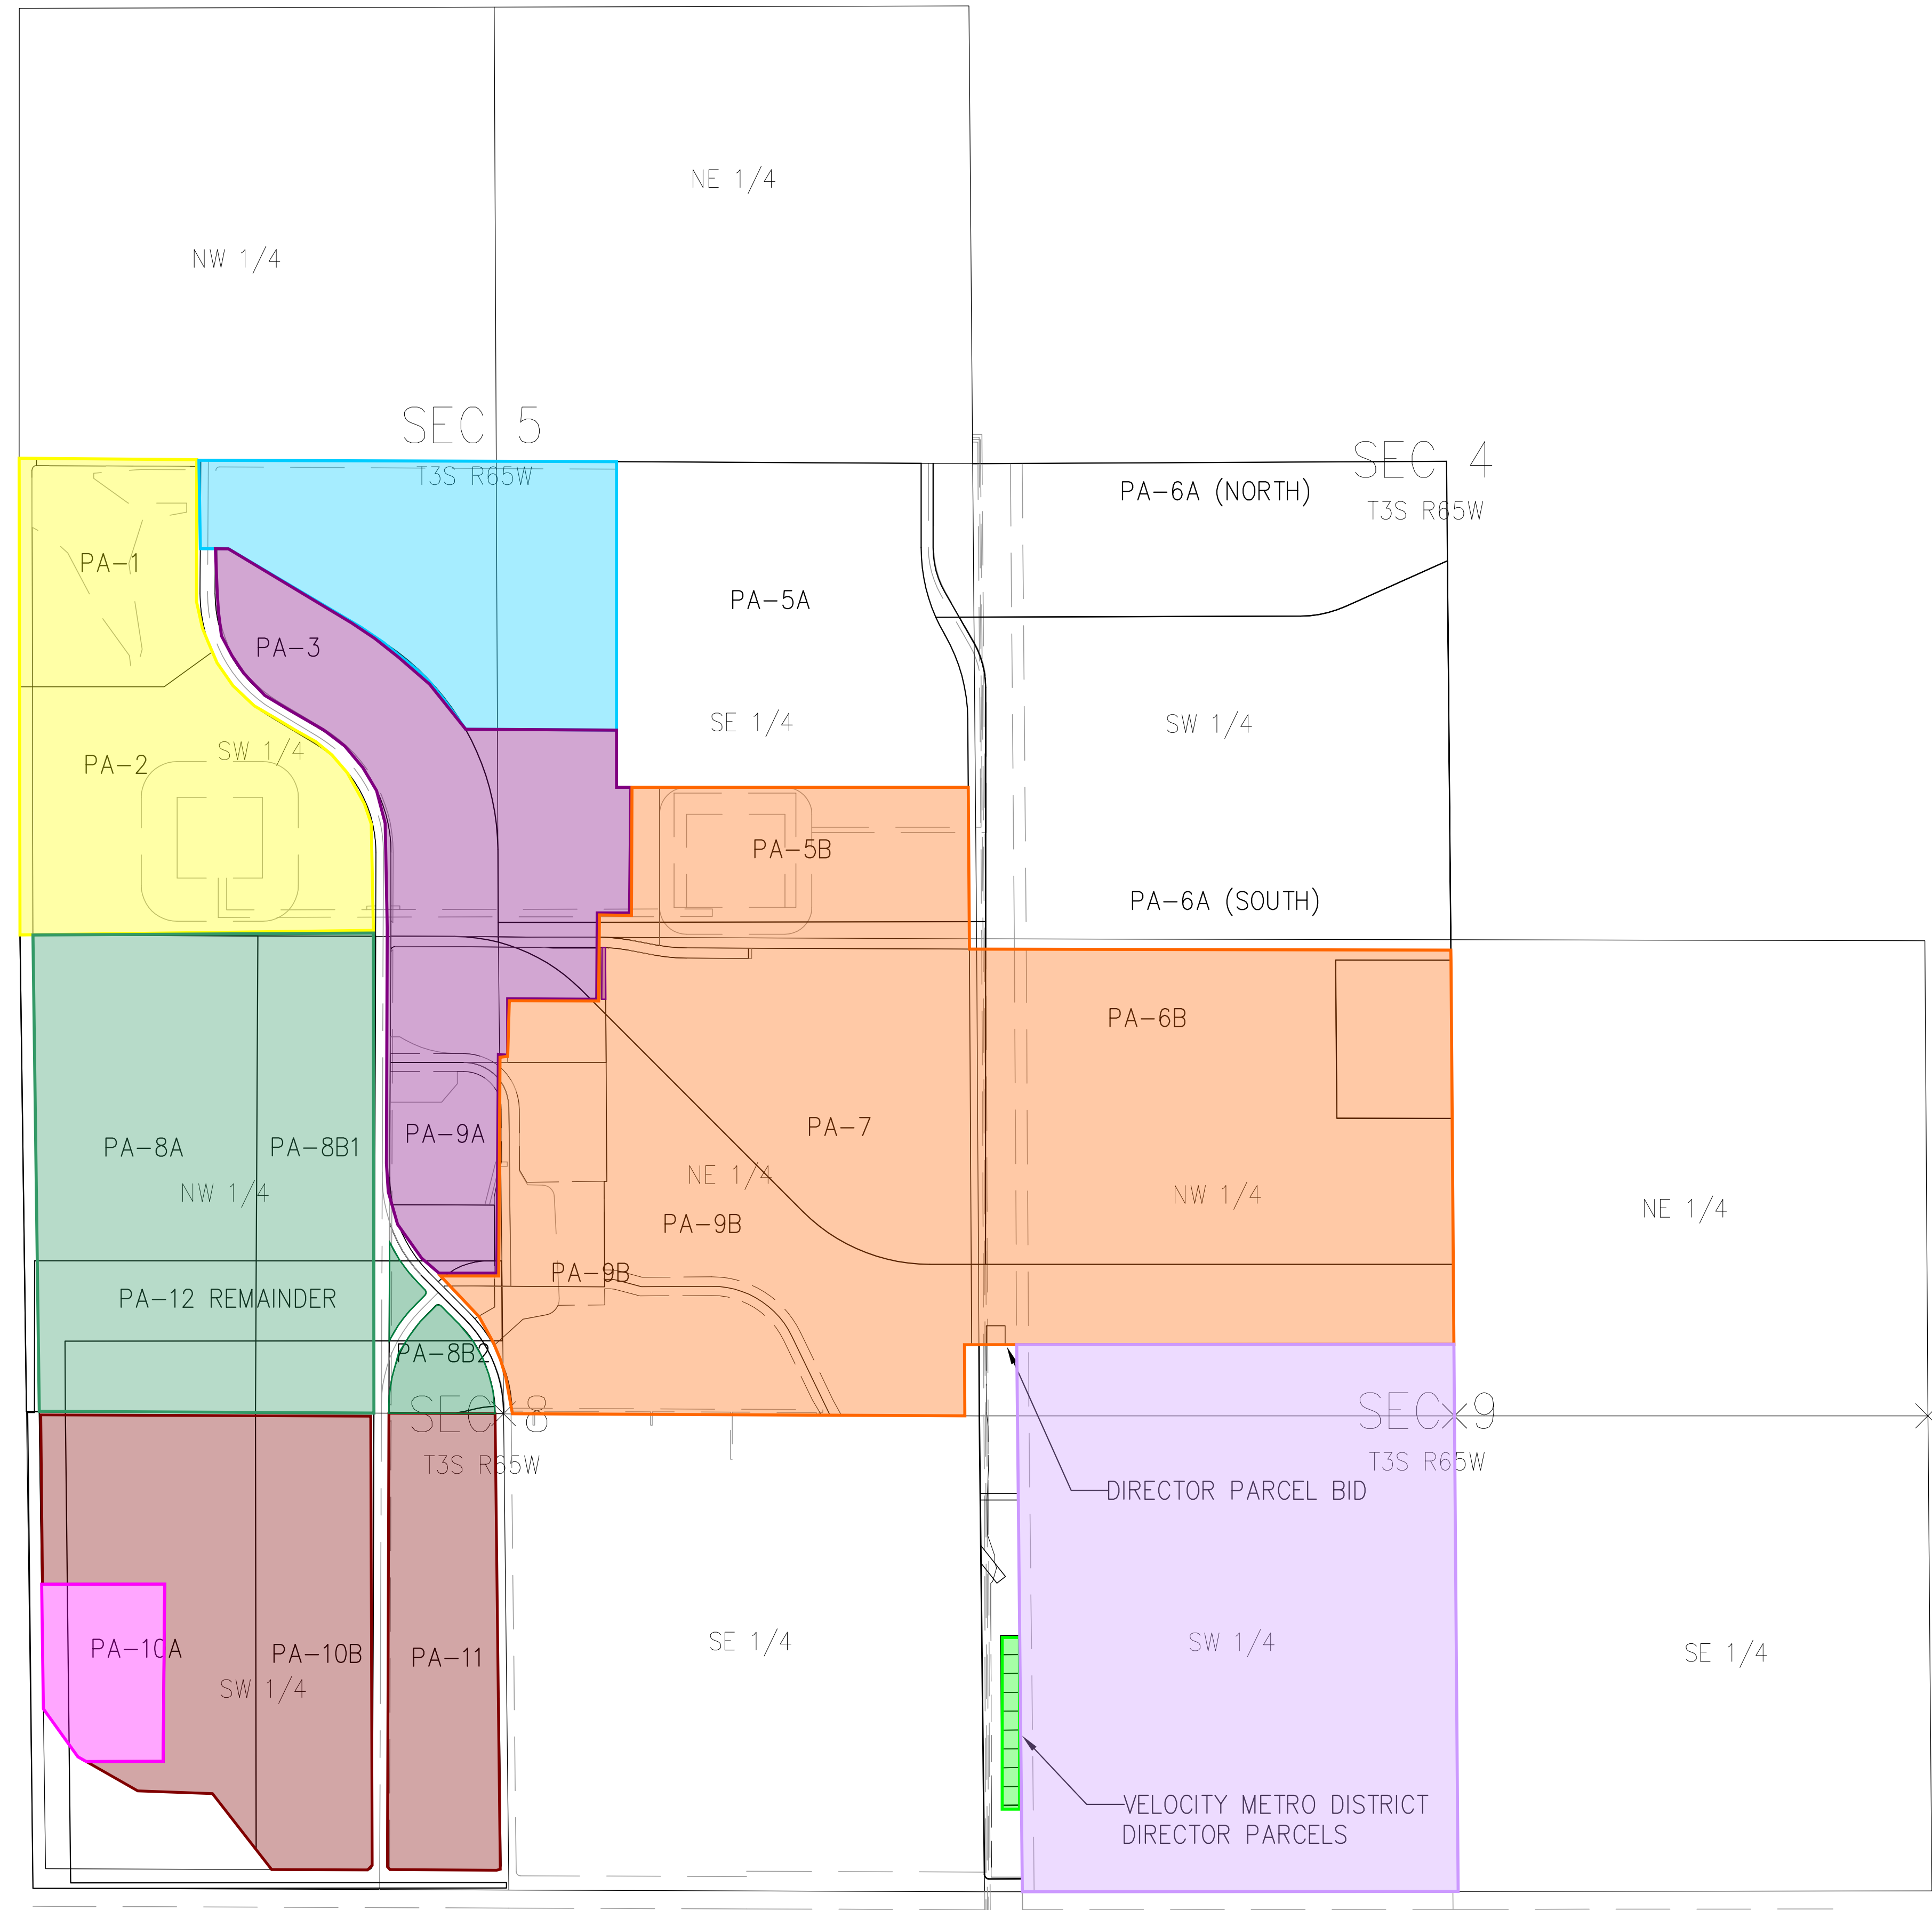 NE 1/4
NW 1/4
SEC 5
T3S R65W
SEC 4
T3S R65W
PA-6A (NORTH)
PA-1
PA-5A
PA-3
SE 1/4
SW 1/4
SW 1/4
PA-2
PA-5B
PA-6A (SOUTH)
PA-6B
PA-7
PA-9A
PA-8A
PA-8B1
NE 1/4
NW 1/4
NW 1/4
NE 1/4
PA-9B
PA-9B
PA-12 REMAINDER
PA-8B2
SEC 8
T3S R65W
SEC 9
T3S R65W
DIRECTOR PARCEL BID
SE 1/4
SW 1/4
PA-10A
PA-10B
PA-11
SE 1/4
SW 1/4
VELOCITY METRO DISTRICT
DIRECTOR PARCELS